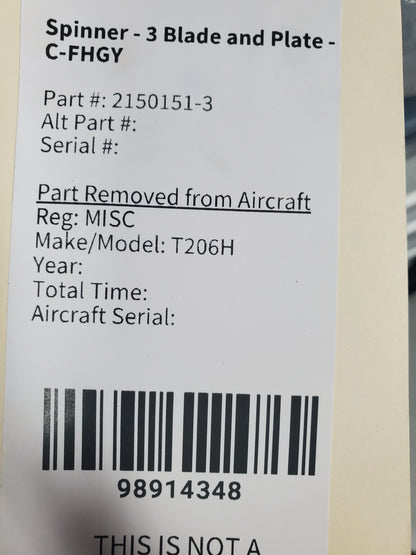 Spinner - 3 Blade and Plate -
C-FHGY
Part #: 2150151-3
Alt Part #:
Serial #:
Part Removed from Aircraft
Reg: MISC
Make/Model: T206H
Year:
Total Time:
Aircraft Serial:
98914348
THIS IS NOT A